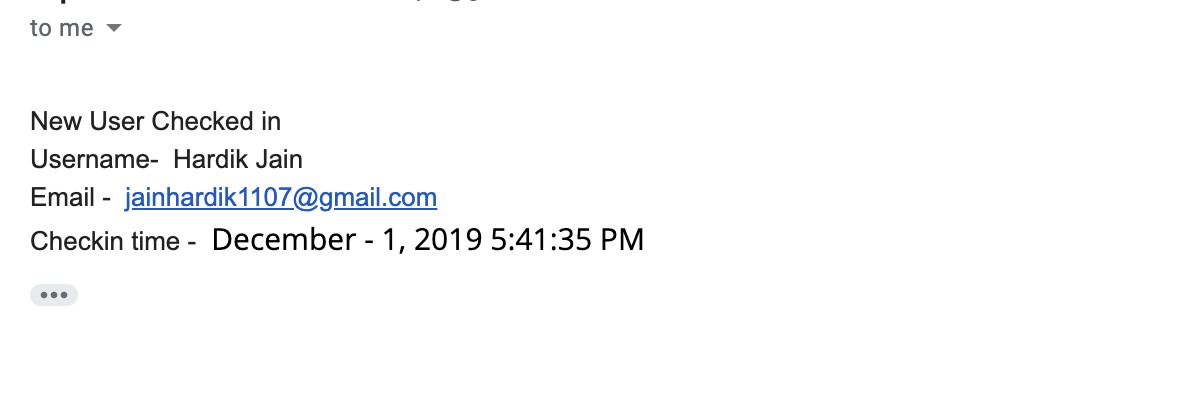 to me
New User Checked in
Username- Hardik Jain
Email - jainhardik1107@gmail.com
Checkin time - December - 1, 2019 5:41:35 PM